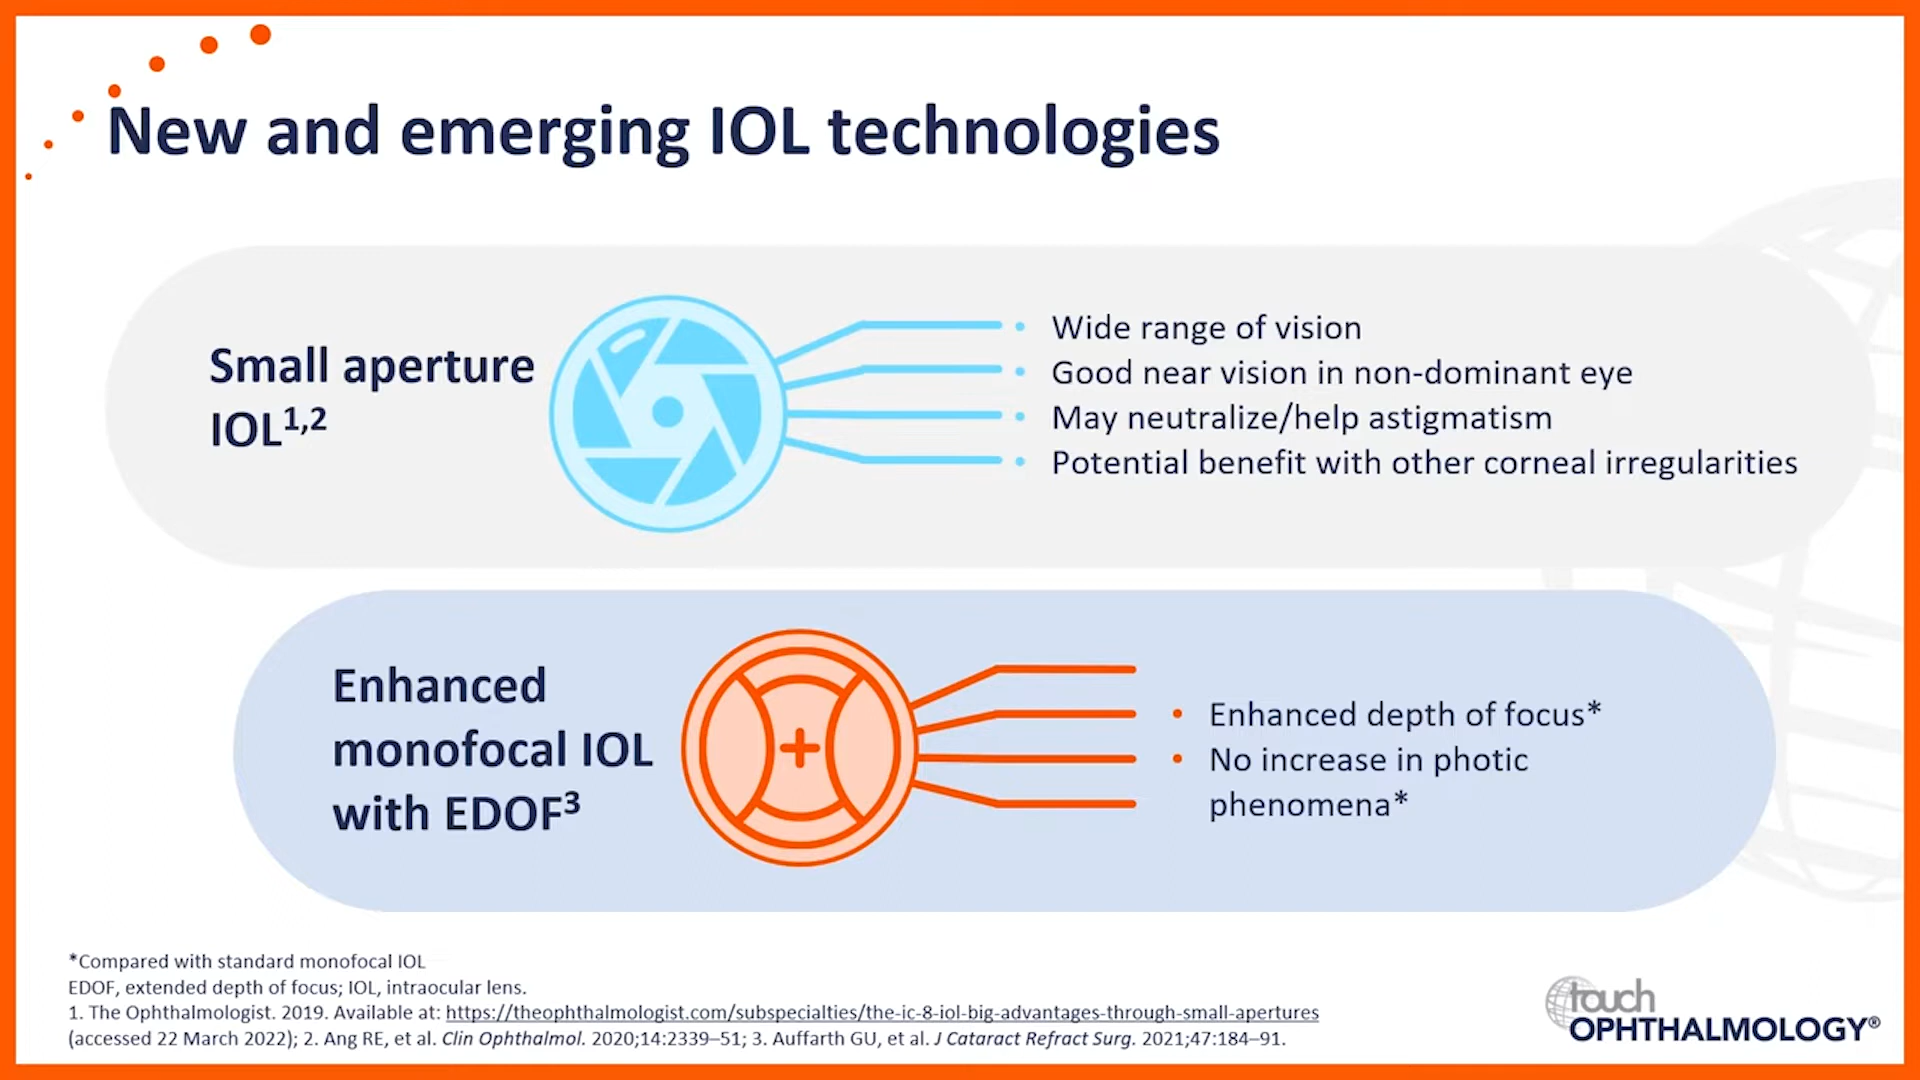 New and emerging IOL technologies
Small aperture
IOL1,2
• Wide range of vision
• Good near vision in non-dominant eye
• May neutralize/help astigmatism
• Potential benefit with other corneal irregularities
Enhanced
monofocal IOL
with EDOF3
• Enhanced depth of focus*
• No increase in photic
phenomena*
*Compared with standard monofocal IOL
EDOF, extended depth of focus; IOL, intraocular lens.
1. The Ophthalmologist. 2019. Available at: https://theophthalmologist.com/subspecialties/the-ic-8-iol-big-advantages-through-small-apertures
(accessed 22 March 2022); 2. Ang RE, et al. Clin Ophthalmol. 2020;14:2339–51; 3. Auffarth GU, et al. J Cataract Refract Surg. 2021;47:184–91.
touch
OPHTHALMOLOGY®